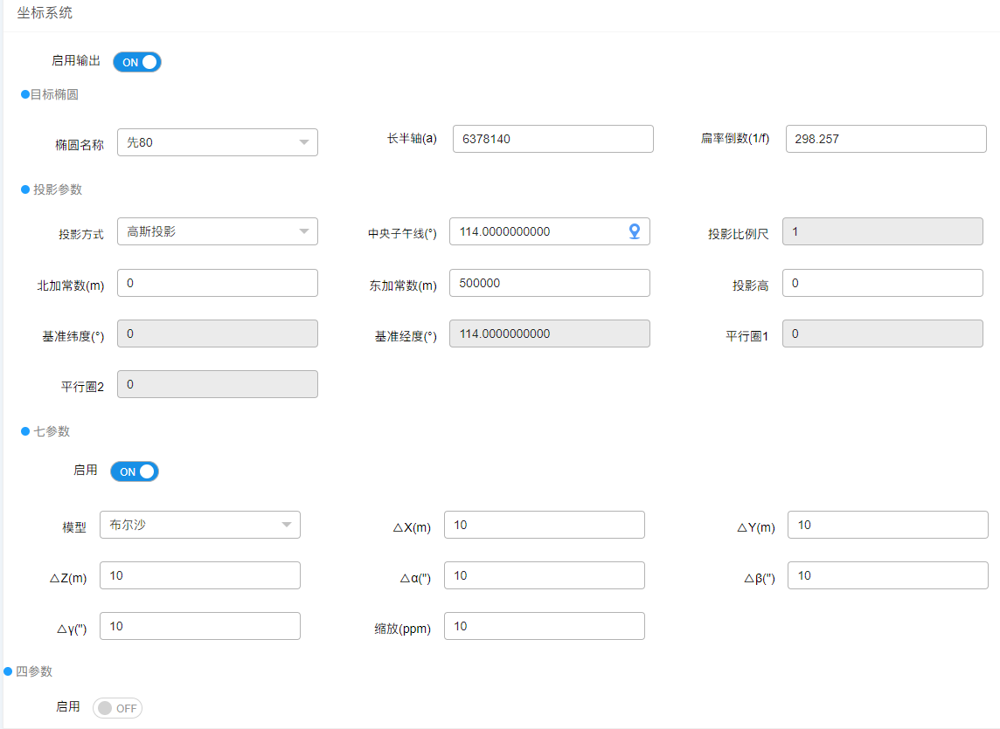 坐标系统
启用输出 ON
目标椭圆
椭圆名称 先80 长半轴(a) 6378140 扁率倒数(1/f) 298.257
投影参数
投影方式 高斯投影 中央子午线(°) 114.0000000000 投影比例尺 1
北加常数(m) 0 东加常数(m) 500000 投影高 0
基准纬度(°) 0 基准经度(°) 114.0000000000 平行圈1 0
平行圈2 0
七参数
启用 ON
模型 布尔沙 △X(m) 10 △Y(m) 10
△Z(m) 10 △α(") 10 △β(") 10
△γ(") 10 缩放(ppm) 10
四参数
启用 OFF